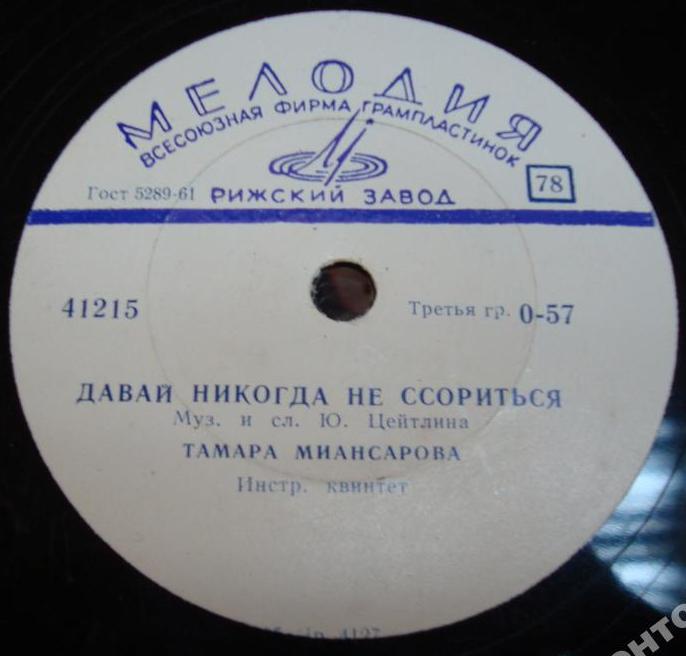 МЕЛОДИЯ
ВСЕСОЮЗНАЯ ФИРМА ГРАМПЛАСТИНОК
Гост 5289-61 РИЖСКИЙ ЗАВОД 78
41215 Третья гр. 0-57
ДАВАЙ НИКОГДА НЕ ССОРИТЬСЯ
Муз. и сл. Ю. Цейтлина
ТАМАРА МИАНСАРОВА
Инстр. квинтет
4127